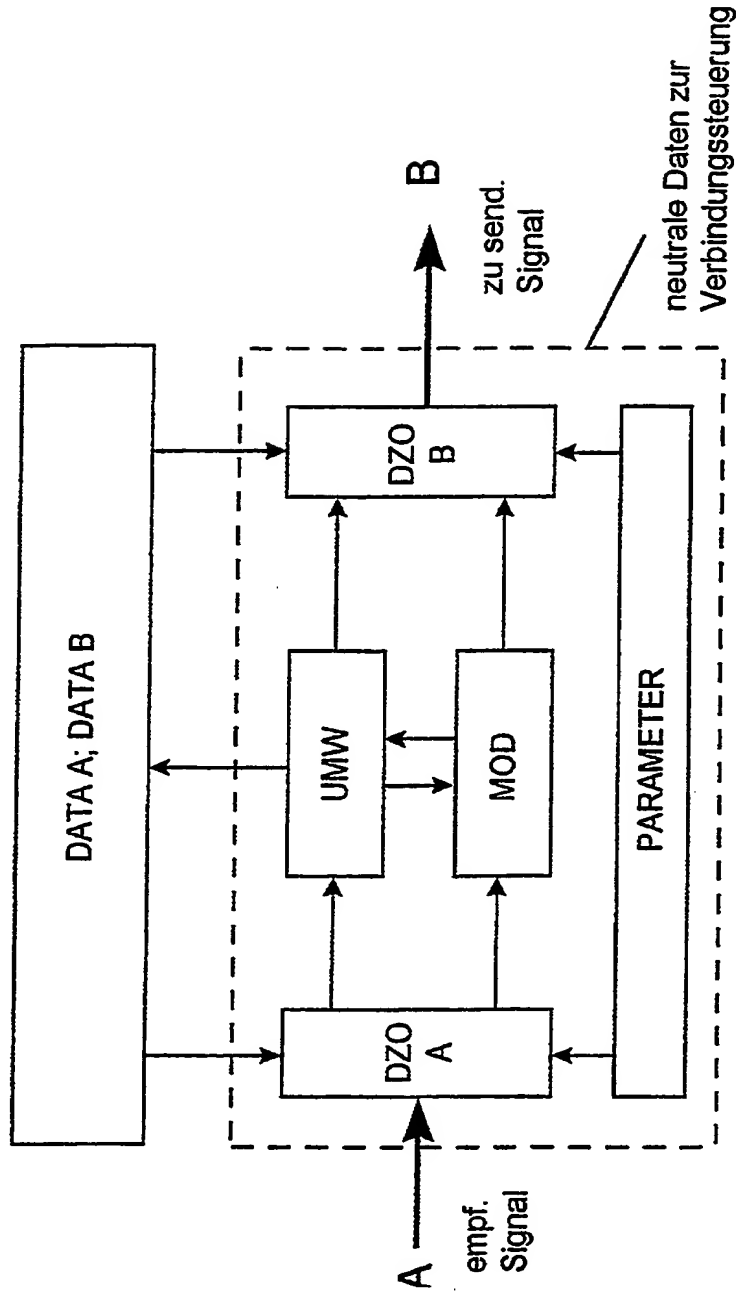 DATA A; DATA B
A
empf.
Signal
DZO
A
UMW
MOD
DZO
B
B
zu send.
Signal
PARAMETER
neutrale Daten zur
Verbindungssteuerung